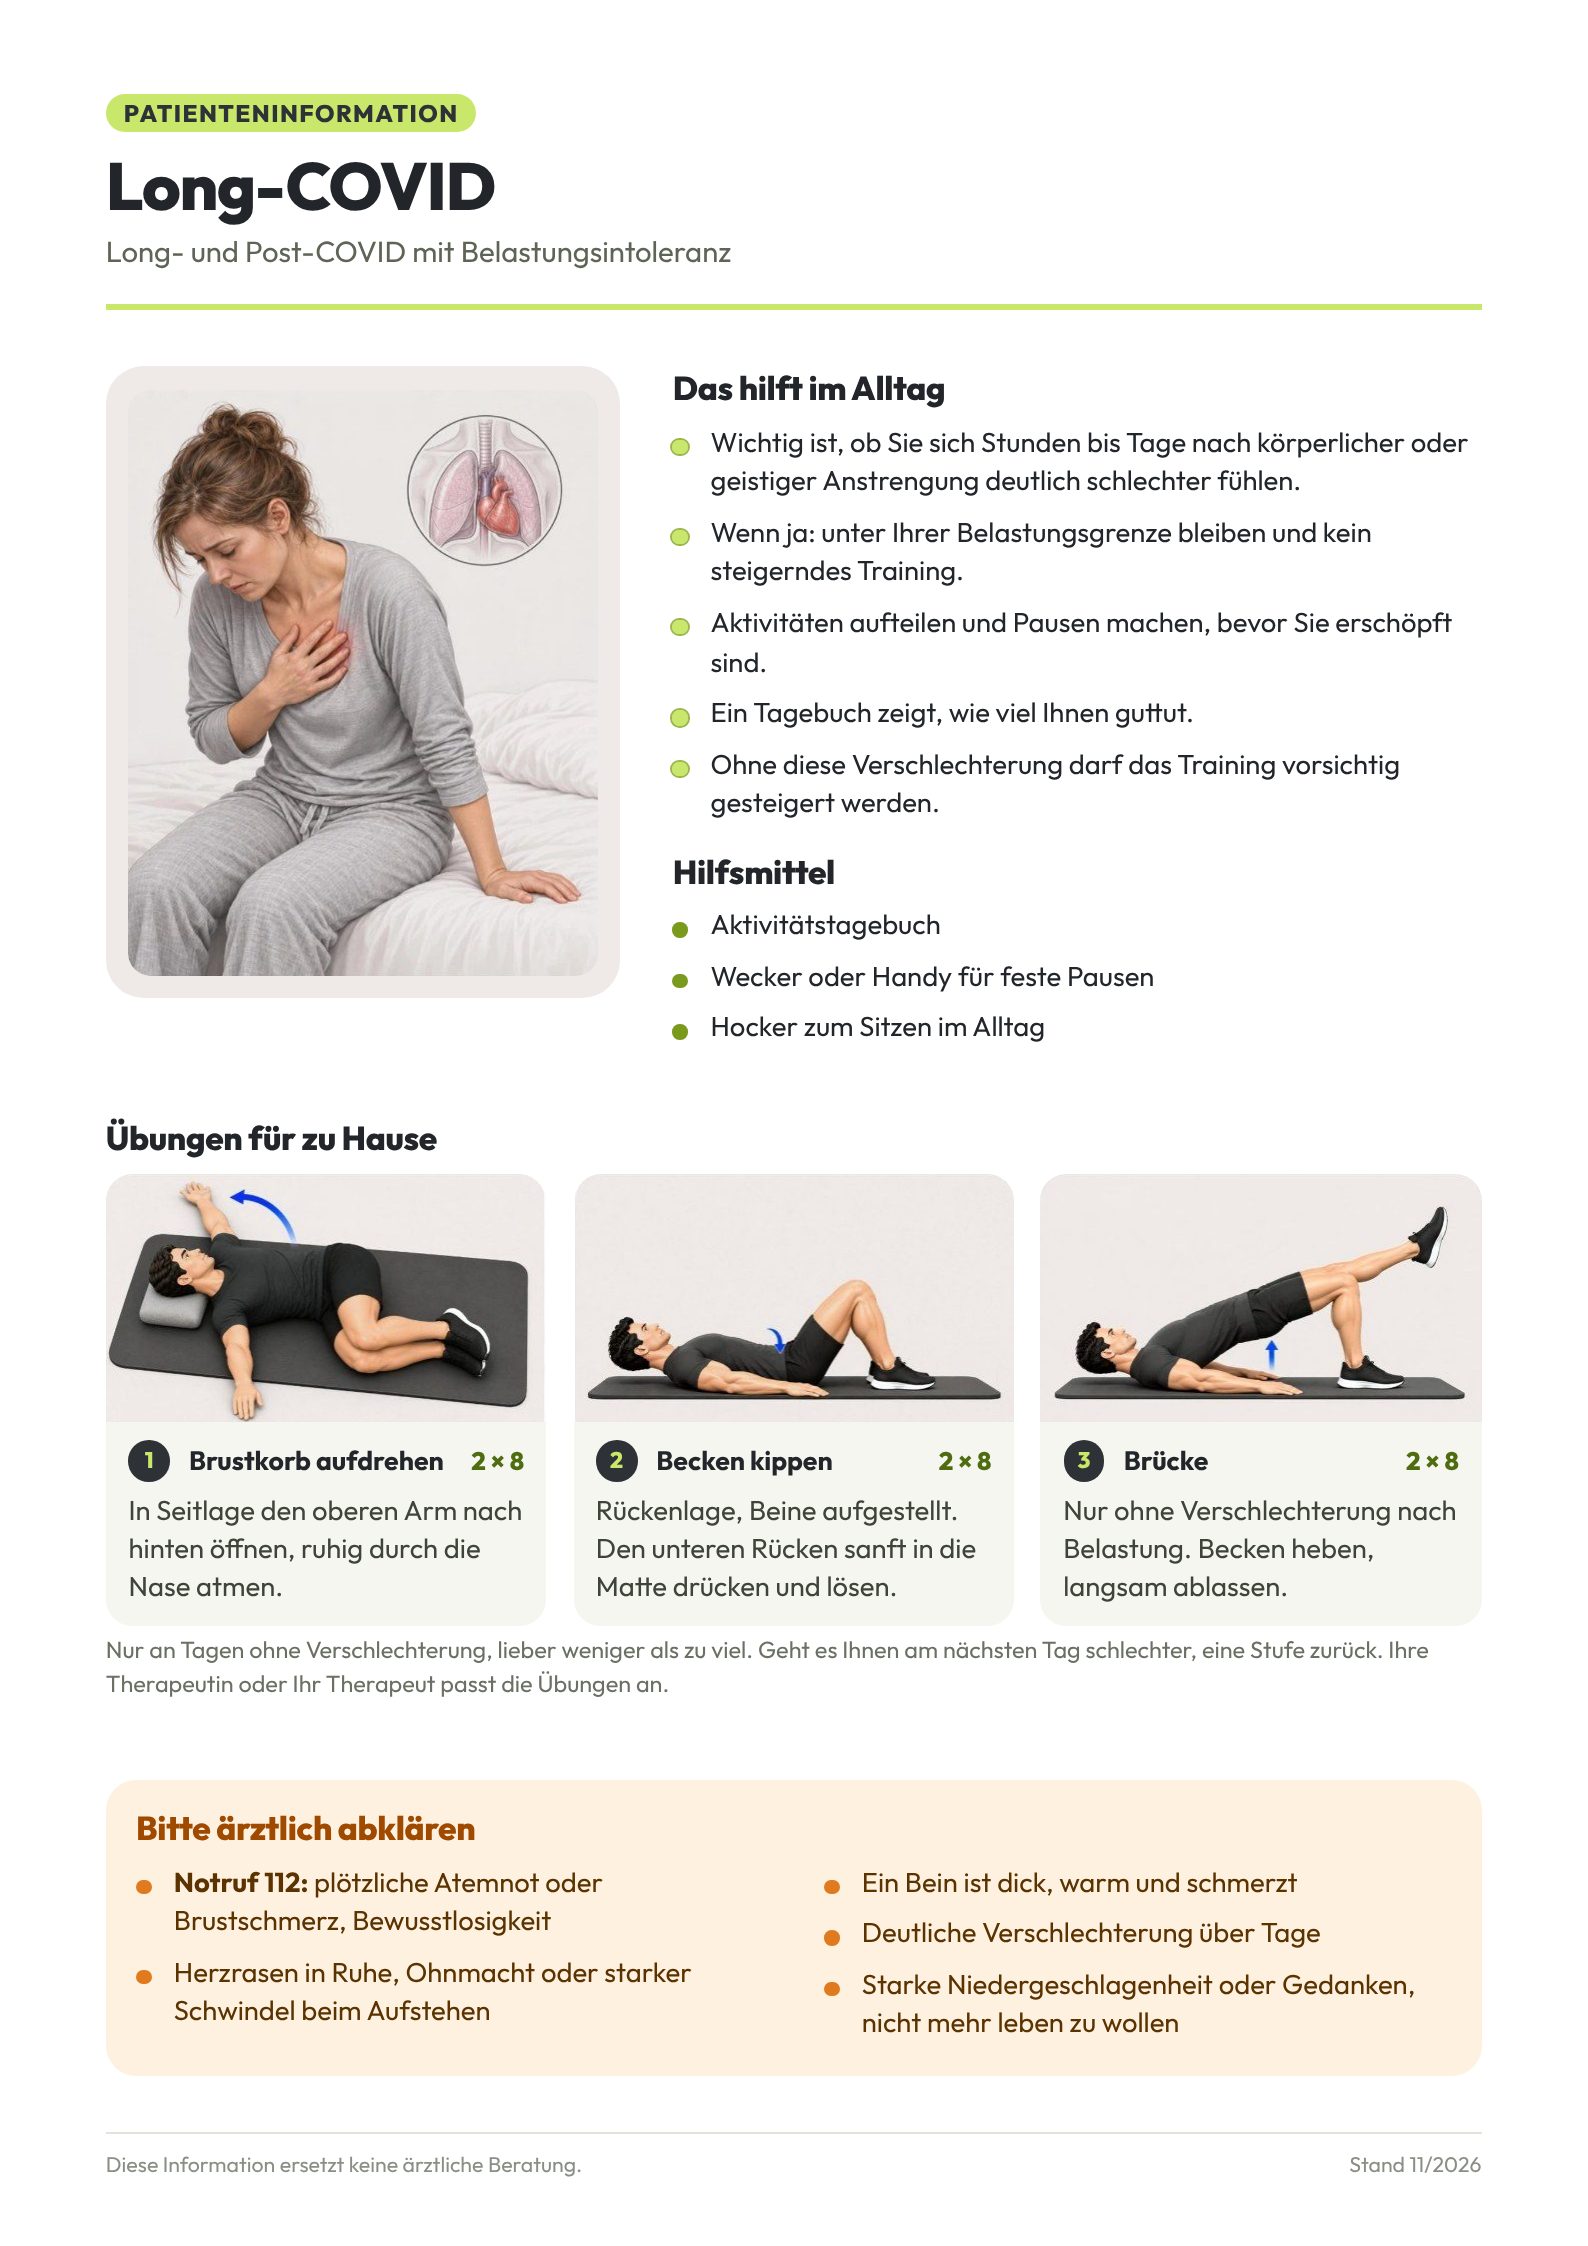 PATIENTENINFORMATION
Long-COVID
Long- und Post-COVID mit Belastungsintoleranz
Das hilft im Alltag
Wichtig ist, ob Sie sich Stunden bis Tage nach körperlicher oder
geistiger Anstrengung deutlich schlechter fühlen.
Wenn ja: unter Ihrer Belastungsgrenze bleiben und kein
steigerndes Training.
Aktivitäten aufteilen und Pausen machen, bevor Sie erschöpft
sind.
Ein Tagebuch zeigt, wie viel Ihnen guttut.
Ohne diese Verschlechterung darf das Training vorsichtig
gesteigert werden.
Hilfsmittel
Aktivitätstagebuch
Wecker oder Handy für feste Pausen
Hocker zum Sitzen im Alltag
Übungen für zu Hause
1 Brustkorb aufdrehen 2 × 8
In Seitlage den oberen Arm nach
hinten öffnen, ruhig durch die
Nase atmen.
2 Becken kippen 2 × 8
Rückenlage, Beine aufgestellt.
Den unteren Rücken sanft in die
Matte drücken und lösen.
3 Brücke 2 × 8
Nur ohne Verschlechterung nach
Belastung. Becken heben,
langsam ablassen.
Nur an Tagen ohne Verschlechterung, lieber weniger als zu viel. Geht es Ihnen am nächsten Tag schlechter, eine Stufe zurück. Ihre
Therapeutin oder Ihr Therapeut passt die Übungen an.
Bitte ärztlich abklären
Notruf 112: plötzliche Atemnot oder
Brustschmerz, Bewusstlosigkeit
Herzrasen in Ruhe, Ohnmacht oder starker
Schwindel beim Aufstehen
Ein Bein ist dick, warm und schmerzt
Deutliche Verschlechterung über Tage
Starke Niedergeschlagenheit oder Gedanken,
nicht mehr leben zu wollen
Diese Information ersetzt keine ärztliche Beratung.
Stand 11/2026